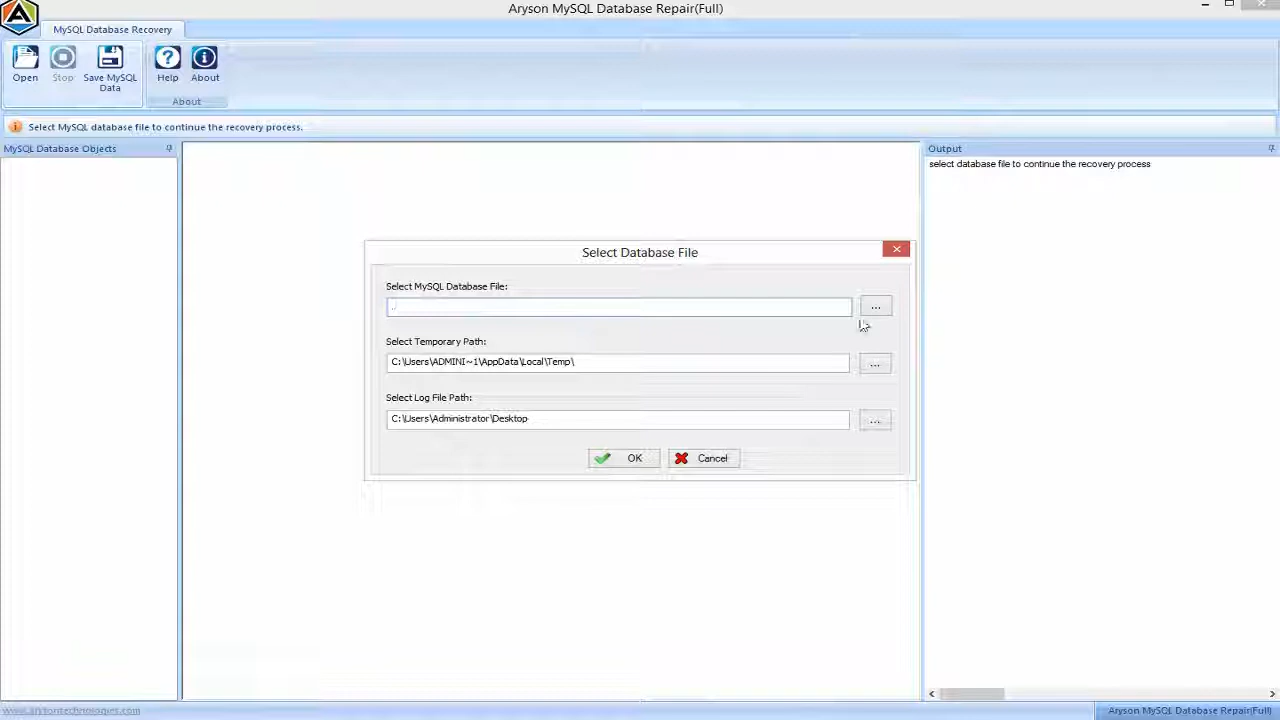 Aryson MySQL Database Repair(Full)
MySQL Database Recovery
Open
Stop
Save MySQL
Data
Help
About
About
Select MySQL database file to continue the recovery process.
MySQL Database Objects
Output
select database file to continue the recovery process
Select Database File
Select MySQL Database File:
...
Select Temporary Path:
C:\Users\ADMINI~1\AppData\Local\Temp\
...
Select Log File Path:
C:\Users\Administrator\Desktop
...
OK
Cancel
www.arysontechnologies.com
Aryson MySQL Database Repair(Full)